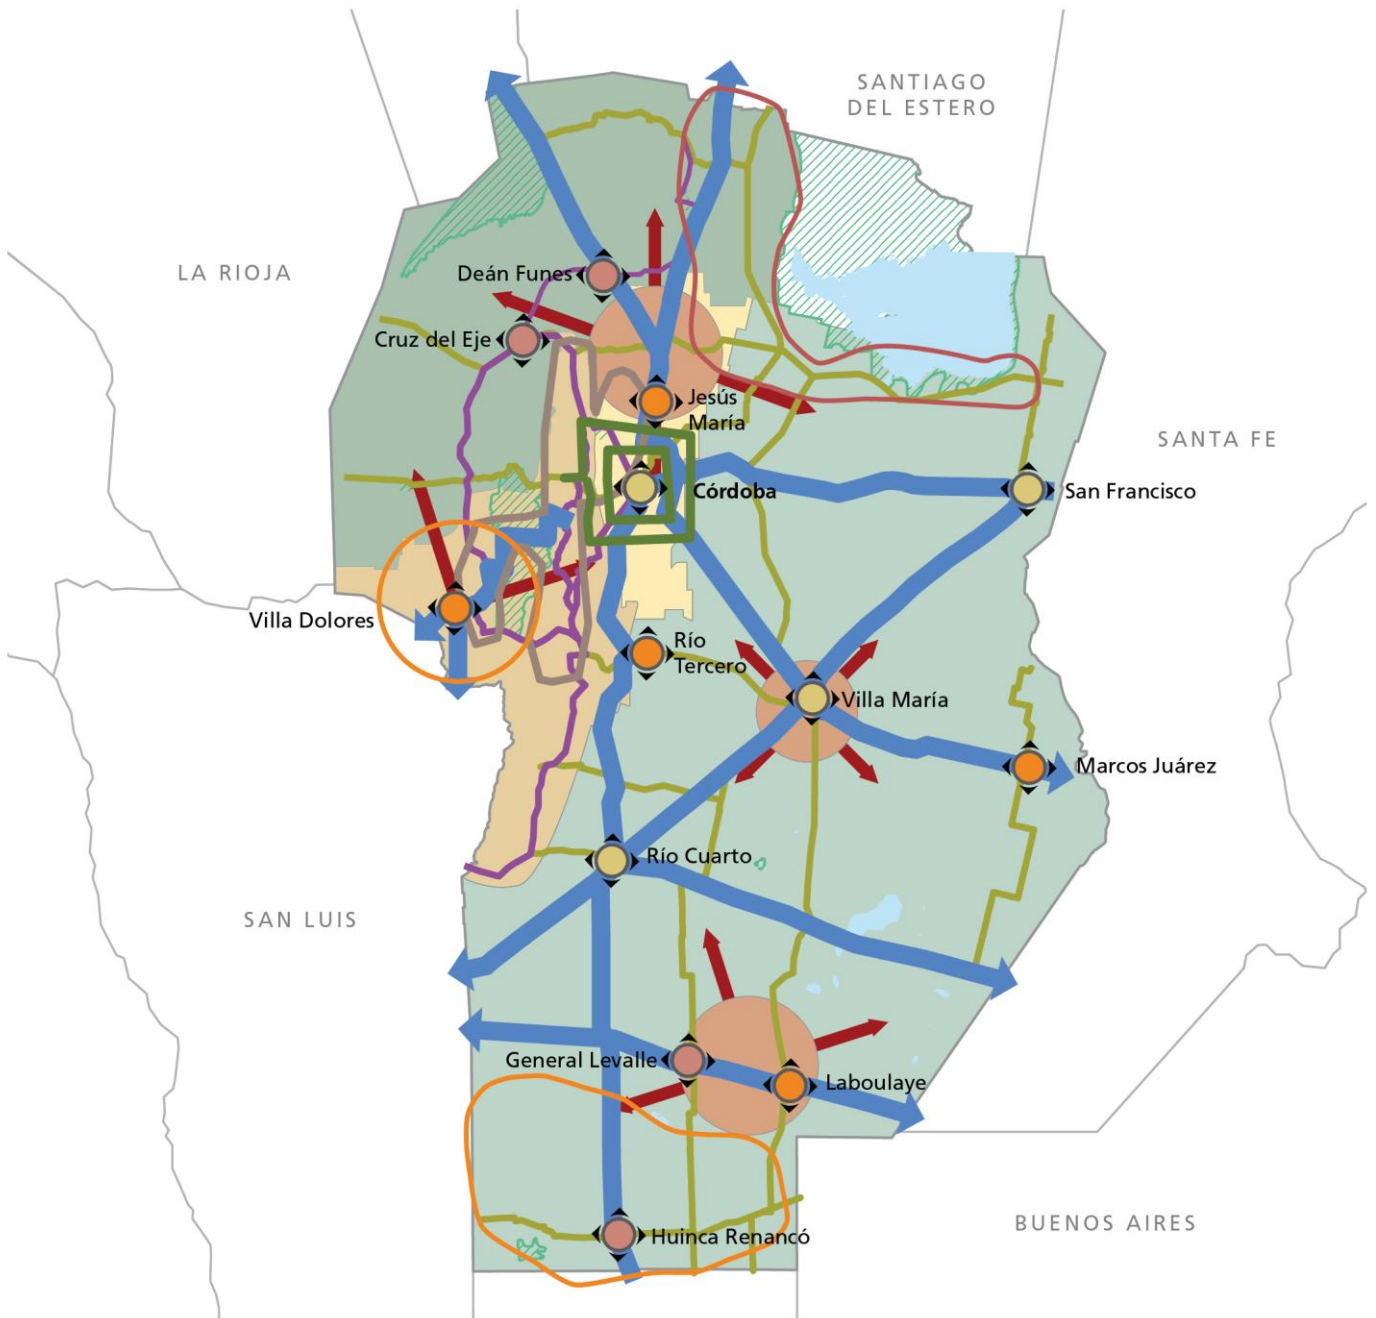 SANTIAGO
DEL ESTERO
LA RIOJA
Deán Funes
Cruz del Eje
Jesús
María
SANTA FE
Córdoba
San Francisco
Villa Dolores
Río
Tercero
Villa María
Marcos Juárez
Río Cuarto
SAN LUIS
General Levalle
Laboulaye
BUENOS AIRES
Huinca Renancó